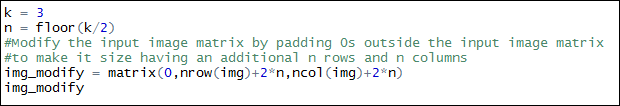 k = 3
n = floor(k/2)
#Modify the input image matrix by padding 0s outside the input image matrix
#to make it size having an additional n rows and n columns
img_modify = matrix(0,nrow(img)+2*n,ncol(img)+2*n)
img_modify